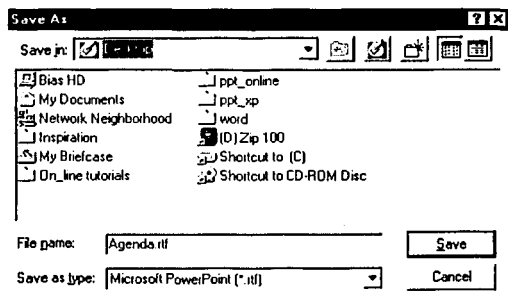 Save As
Save in: Desktop
Bias HD
My Documents
Network Neighborhood
Inspiration
My Briefcase
On_line tutorials
ppt_online
ppt_xp
word
(D) Zip 100
Shortcut to (C)
Shortcut to CD-ROM Disc
File name: Agenda.rtf Save
Save as type: Microsoft PowerPoint (*.rtf) Cancel